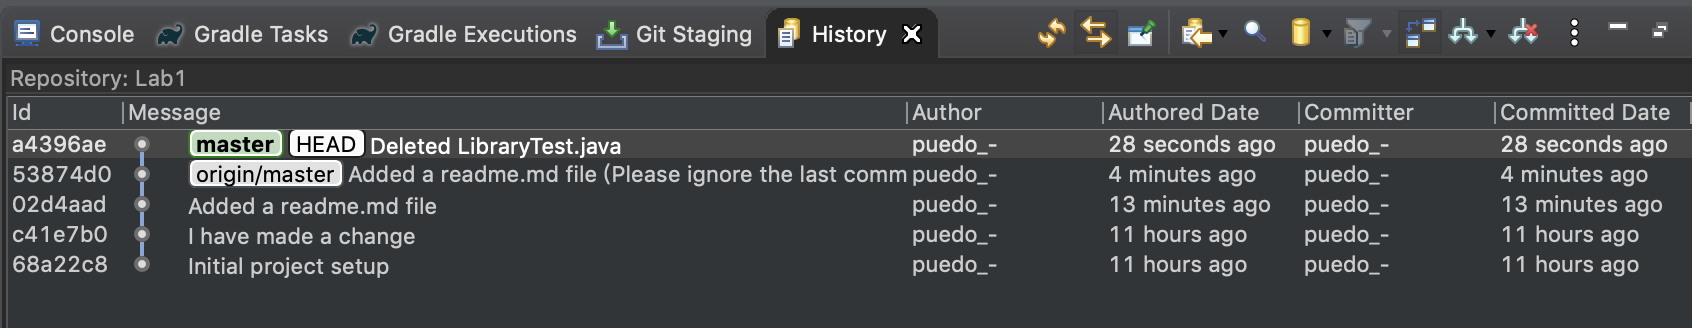 Console Gradle Tasks Gradle Executions Git Staging History
Repository: Lab1
Id Message Author Authored Date Committer Committed Date
a4396ae master HEAD Deleted LibraryTest.java puedo_- 28 seconds ago puedo_- 28 seconds ago
53874d0 origin/master Added a readme.md file (Please ignore the last comm puedo_- 4 minutes ago puedo_- 4 minutes ago
02d4aad Added a readme.md file puedo_- 13 minutes ago puedo_- 13 minutes ago
c41e7b0 I have made a change puedo_- 11 hours ago puedo_- 11 hours ago
68a22c8 Initial project setup puedo_- 11 hours ago puedo_- 11 hours ago